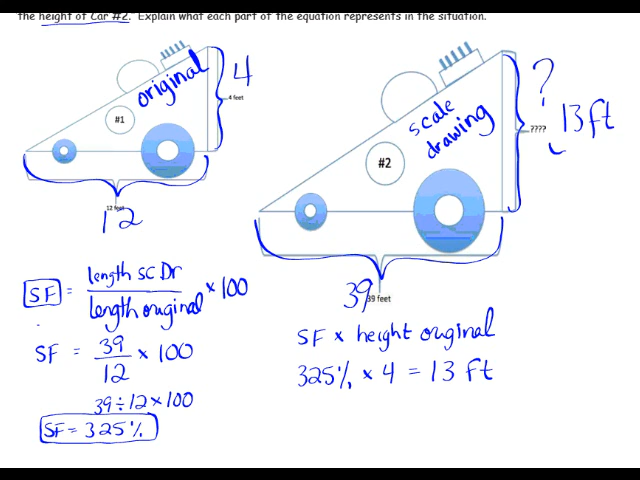 the height of Car #2. Explain what each part of the equation represents in the situation.
original
4
4 feet
#1
12 feet
12
?
scale
drawing
????
13 ft
#2
39
39 feet
SF = length SC Dr / length original × 100
SF = 39 / 12 × 100
39 ÷ 12 × 100
SF = 325%
SF × height original
325% × 4 = 13 ft